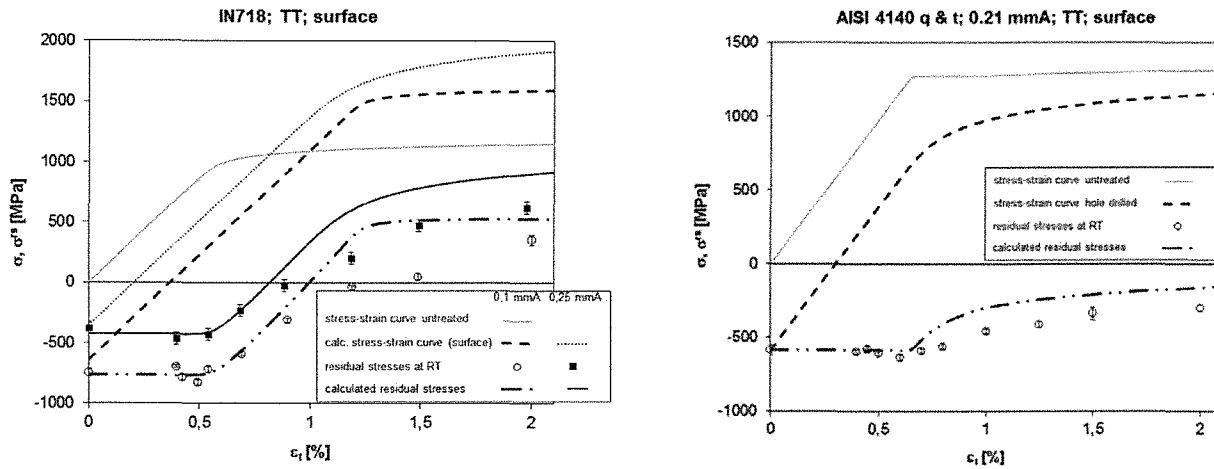 IN718; TT; surface
2000
1500
1000
500
0
-500
-1000
σ, σʳˢ [MPa]
0 0,5 1 1,5 2
εₜ [%]
0,1 mmA 0,25 mmA
stress-strain curve untreated
calc. stress-strain curve (surface)
residual stresses at RT
calculated residual stresses
AISI 4140 q & t; 0.21 mmA; TT; surface
1500
1000
500
0
-500
-1000
σ, σʳˢ [MPa]
0 0,5 1 1,5 2
εₜ [%]
stress-strain curve untreated
stress-strain curve hole drilled
residual stresses at RT
calculated residual stresses